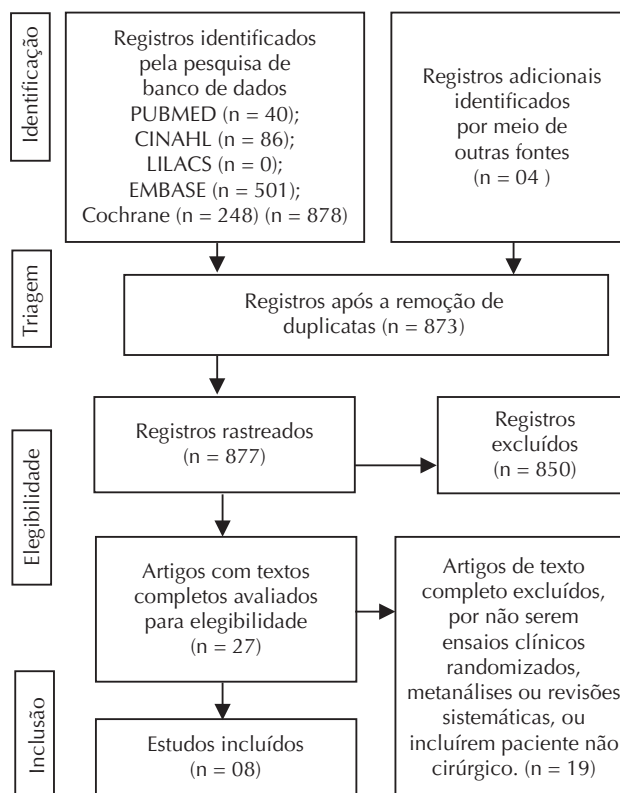 Identificação
Registros identificados
pela pesquisa de
banco de dados
PUBMED (n = 40);
CINAHL (n = 86);
LILACS (n = 0);
EMBASE (n = 501);
Cochrane (n = 248) (n = 878)
Registros adicionais
identificados
por meio de
outras fontes
(n = 04 )
Triagem
Registros após a remoção de
duplicatas (n = 873)
Elegibilidade
Registros rastreados
(n = 877)
Registros
excluídos
(n = 850)
Artigos com textos
completos avaliados
para elegibilidade
(n = 27)
Artigos de texto
completo excluídos,
por não serem
ensaios clínicos
randomizados,
metanálises ou revisões
sistemáticas, ou
incluírem paciente não
cirúrgico. (n = 19)
Inclusão
Estudos incluídos
(n = 08)